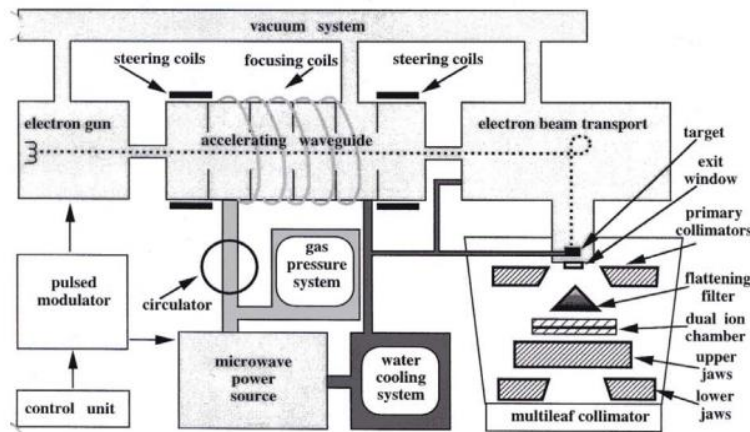 vacuum system
steering coils
focusing coils
steering coils
electron gun
accelerating waveguide
electron beam transport
target
exit
window
primary
collimators
flattening
filter
dual ion
chamber
upper
jaws
lower
jaws
multileaf collimator
pulsed
modulator
circulator
gas
pressure
system
microwave
power
source
water
cooling
system
control unit